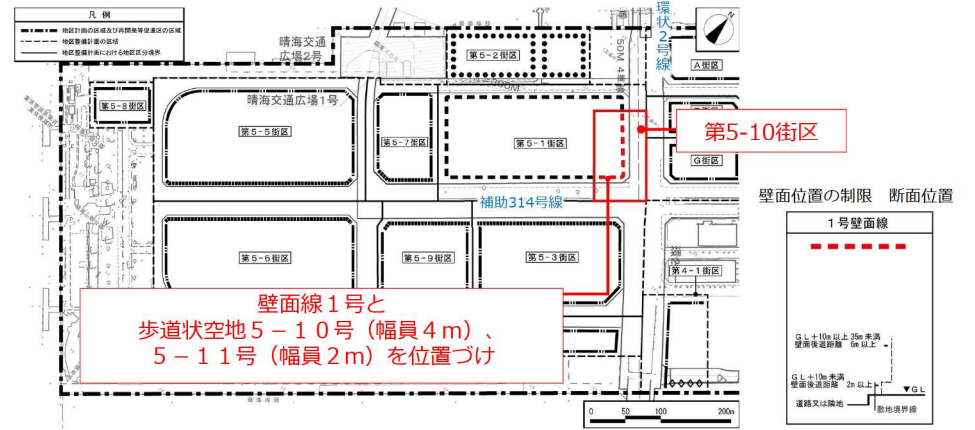 凡例
地区計画の区域及び再開発等促進区の区域
地区整備計画の区域
地区整備計画における地区区分境界
晴海交通
広場2号
晴海交通広場1号
環状2号線
50M
N
A街区
第5-2街区
第5-8街区
第5-5街区
第5-7街区
第5-1街区
第5-10街区
G街区
補助314号線
壁面位置の制限 断面位置
1号壁面線
第5-6街区
第5-9街区
第5-3街区
第4-1街区
壁面線1号と
歩道状空地5-10号(幅員4m)、
5-11号(幅員2m)を位置づけ
GL+10m以上35m未満
壁面後退距離 6m以上
GL+10m未満
壁面後退距離 2m以上
▼GL
道路又は隣地
敷地境界線
0 50 100 200m